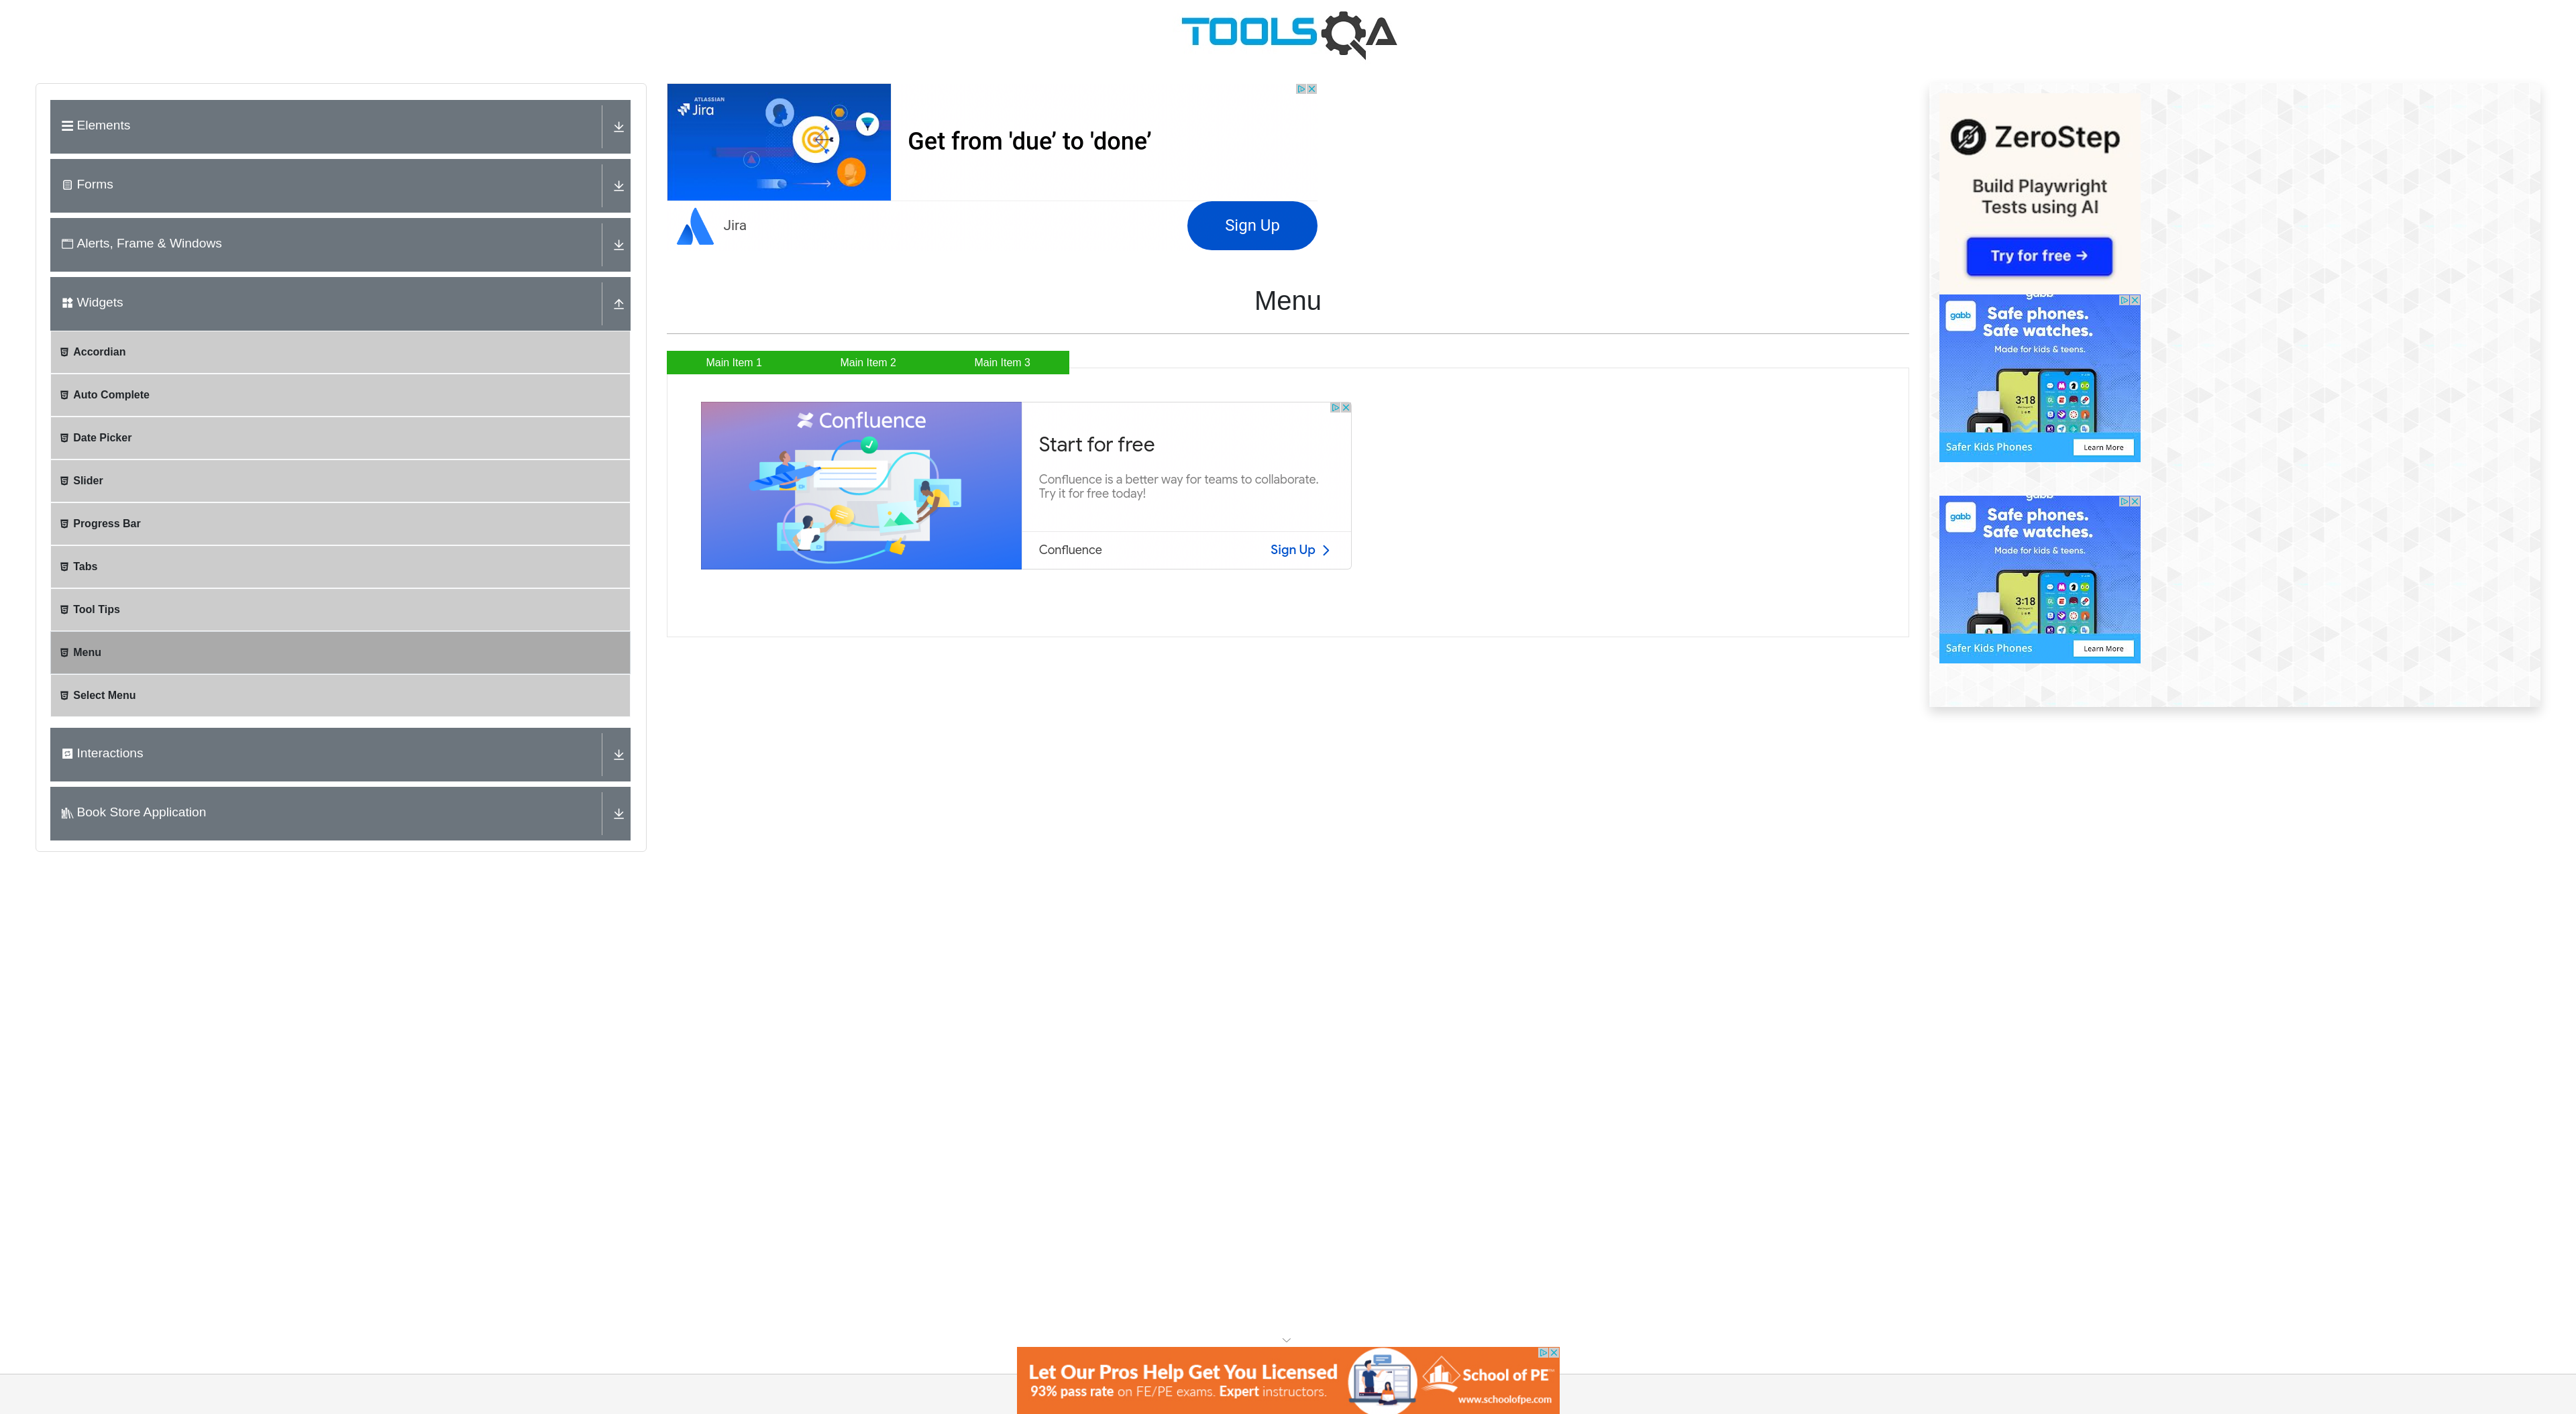 TOOLSQA
Elements
Forms
Alerts, Frame & Windows
Widgets
Accordian
Auto Complete
Date Picker
Slider
Progress Bar
Tabs
Tool Tips
Menu
Select Menu
Interactions
Book Store Application
ATLASSIAN
Jira
Get from 'due’ to 'done’
Jira
Sign Up
Menu
Main Item 1
Main Item 2
Main Item 3
Confluence
Start for free
Confluence is a better way for teams to collaborate.
Try it for free today!
Confluence
Sign Up
ZeroStep
Build Playwright
Tests using AI
Try for free →
gabb
gabb
Safe phones.
Safe watches.
Made for kids & teens.
3:18
Safer Kids Phones
Learn More
gabb
gabb
Safe phones.
Safe watches.
Made for kids & teens.
3:18
Safer Kids Phones
Learn More
Let Our Pros Help Get You Licensed
93% pass rate on FE/PE exams. Expert instructors.
School of PE
www.schoolofpe.com